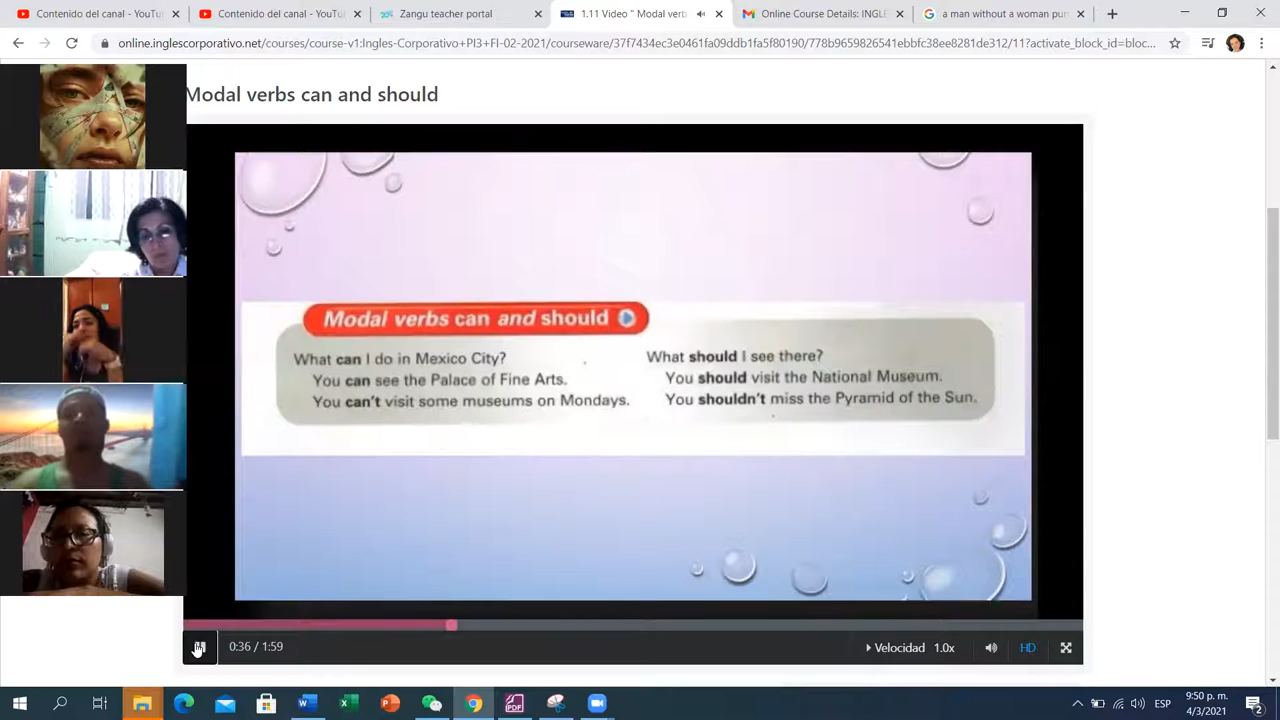 Contenido del canal - YouTu
Contenido del canal - YouTu
Zangu teacher portal
1.11 Video " Modal verb
Online Course Details: INGLE
a man without a woman pun
online.inglescorporativo.net/courses/course-v1:Ingles-Corporativo+PI3+FI-02-2021/courseware/37f7434ec3e0461fa09ddb1fa5f80190/778b9659826541ebbfc38ee8281de312/11?activate_block_id=bloc...
Modal verbs can and should
Modal verbs can and should
What can I do in Mexico City?
You can see the Palace of Fine Arts.
You can't visit some museums on Mondays.
What should I see there?
You should visit the National Museum.
You shouldn't miss the Pyramid of the Sun.
0:36 / 1:59
Velocidad 1.0x
HD
ESP
9:50 p. m.
4/3/2021
2